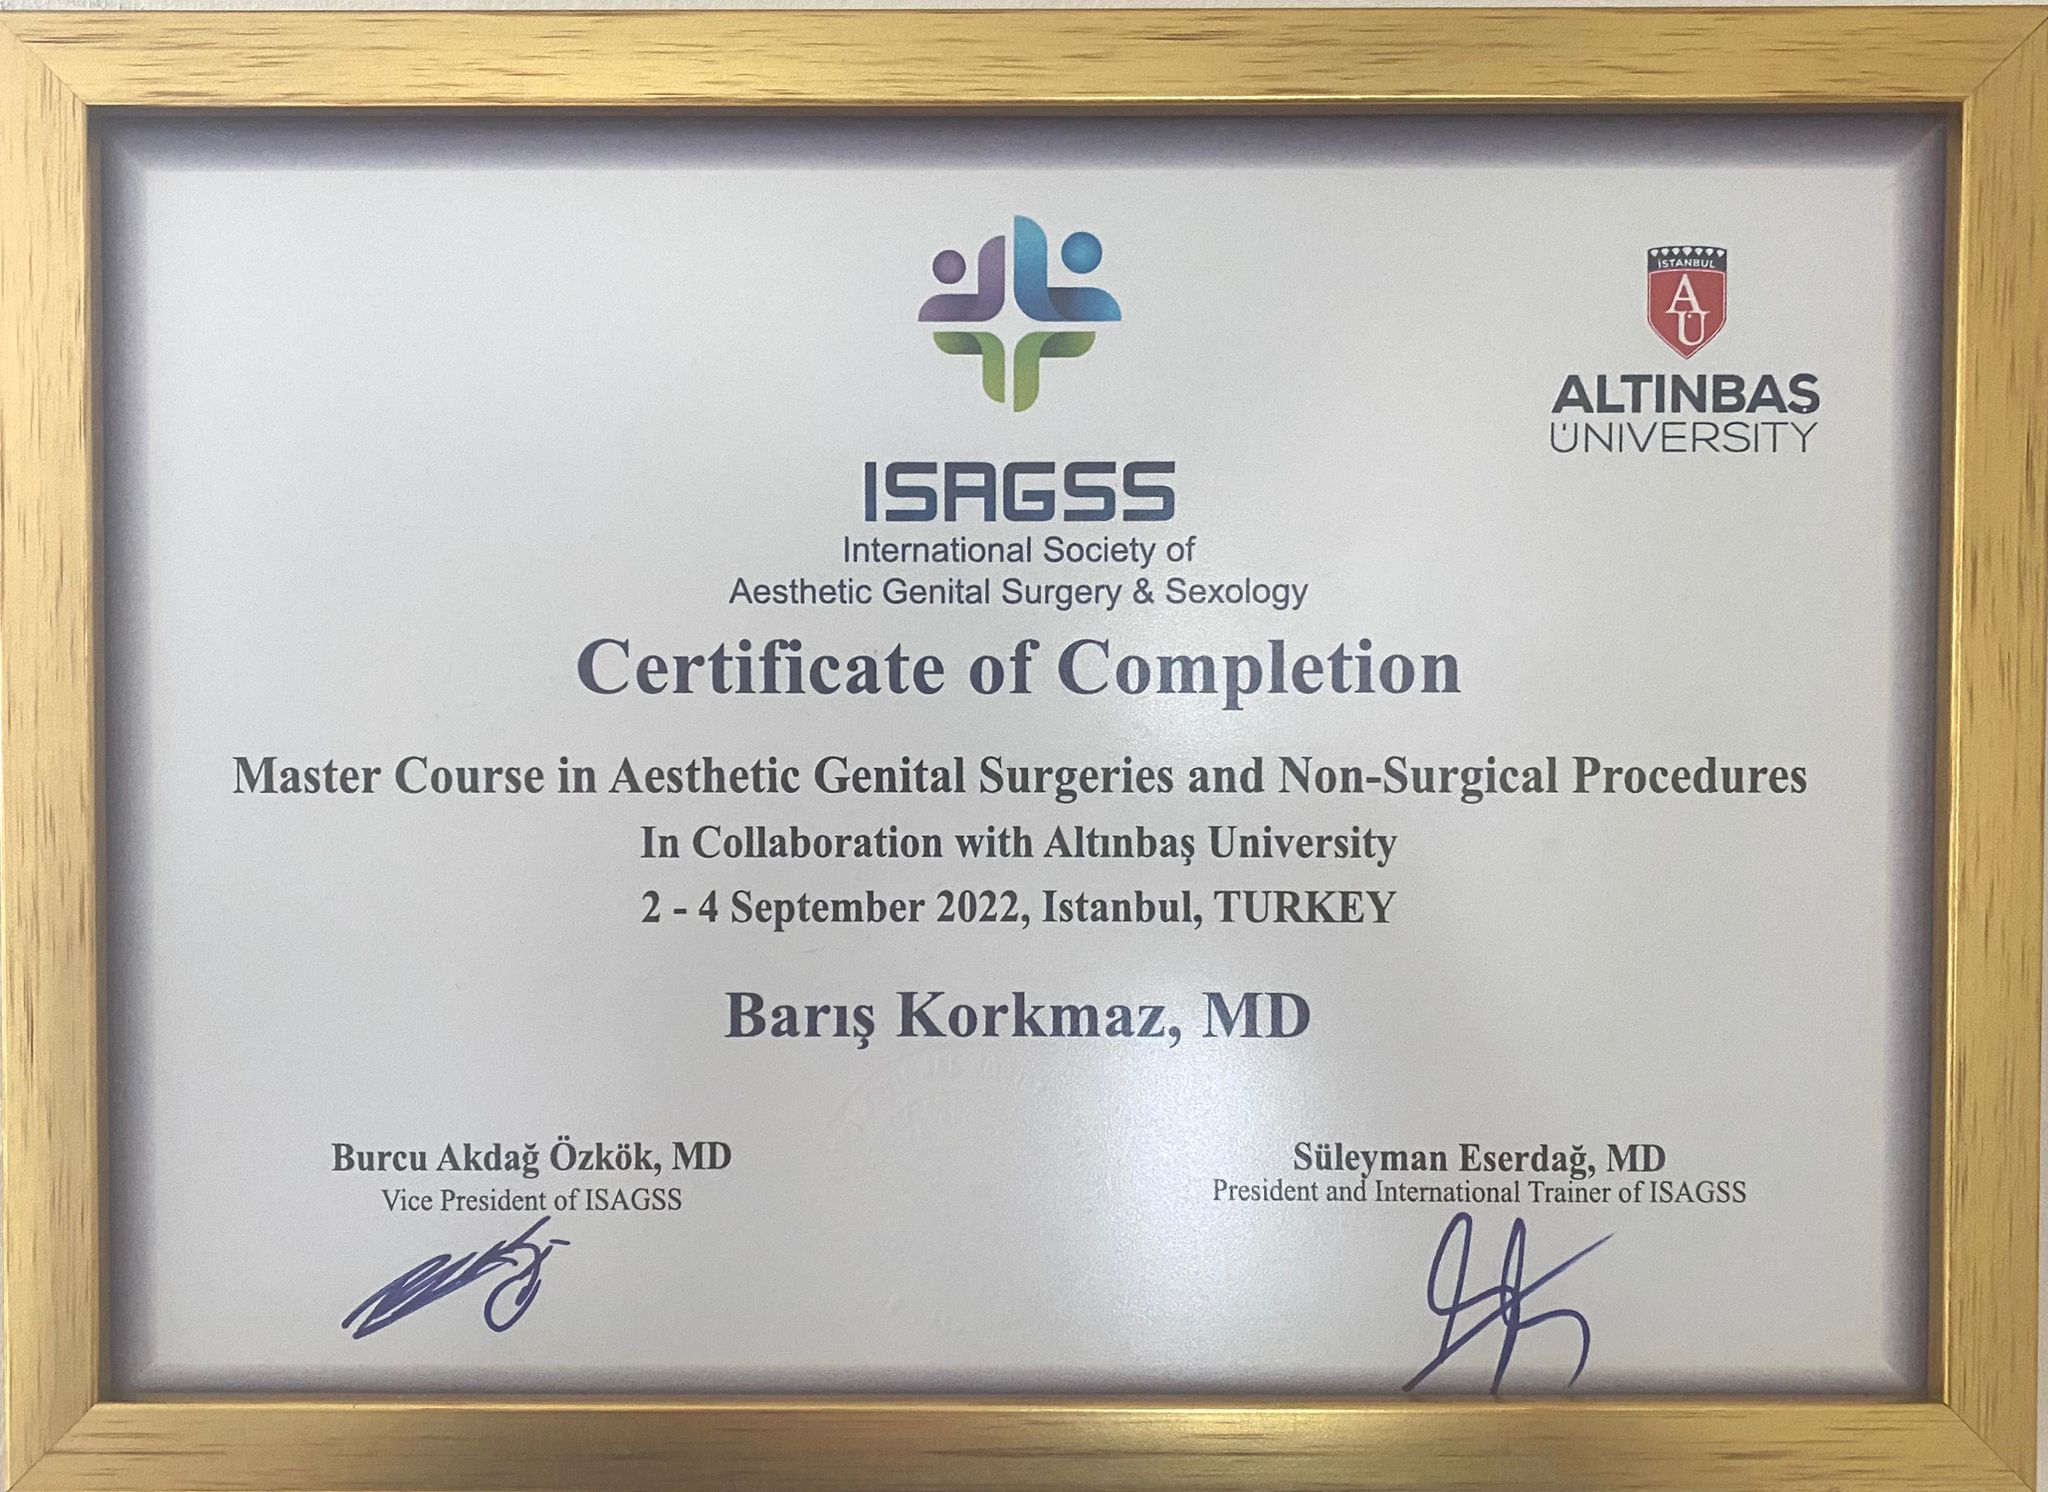 ISTANBUL
AÜ
ALTINBAŞ
ÜNIVERSITY
ISAGSS
International Society of
Aesthetic Genital Surgery & Sexology
Certificate of Completion
Master Course in Aesthetic Genital Surgeries and Non-Surgical Procedures
In Collaboration with Altınbaş University
2 - 4 September 2022, Istanbul, TURKEY
Barış Korkmaz, MD
Burcu Akdağ Özkök, MD
Vice President of ISAGSS
Süleyman Eserdağ, MD
President and International Trainer of ISAGSS